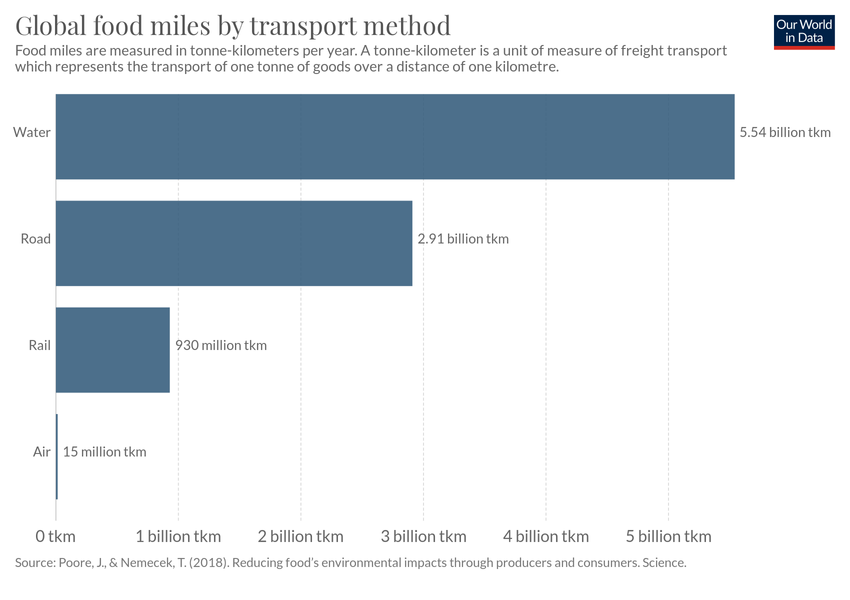 Global food miles by transport method
Our World
in Data
Food miles are measured in tonne-kilometers per year. A tonne-kilometer is a unit of measure of freight transport
which represents the transport of one tonne of goods over a distance of one kilometre.
Water
5.54 billion tkm
Road
2.91 billion tkm
Rail
930 million tkm
Air
15 million tkm
0 tkm
1 billion tkm
2 billion tkm
3 billion tkm
4 billion tkm
5 billion tkm
Source: Poore, J., & Nemecek, T. (2018). Reducing food's environmental impacts through producers and consumers. Science.